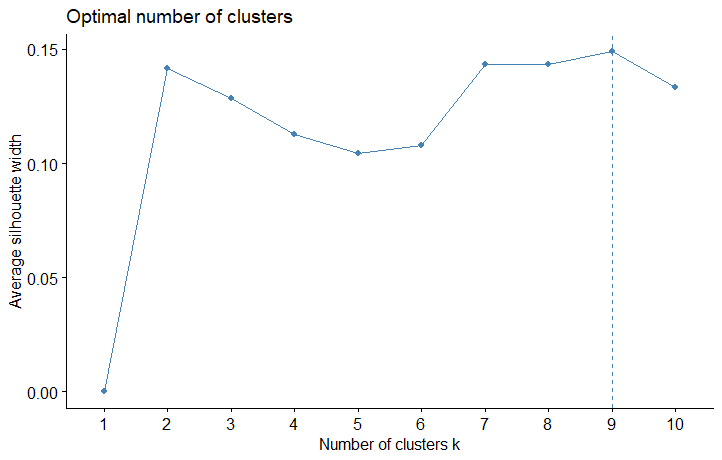 Optimal number of clusters
0.15
0.10
0.05
0.00
Average silhouette width
1 2 3 4 5 6 7 8 9 10
Number of clusters k